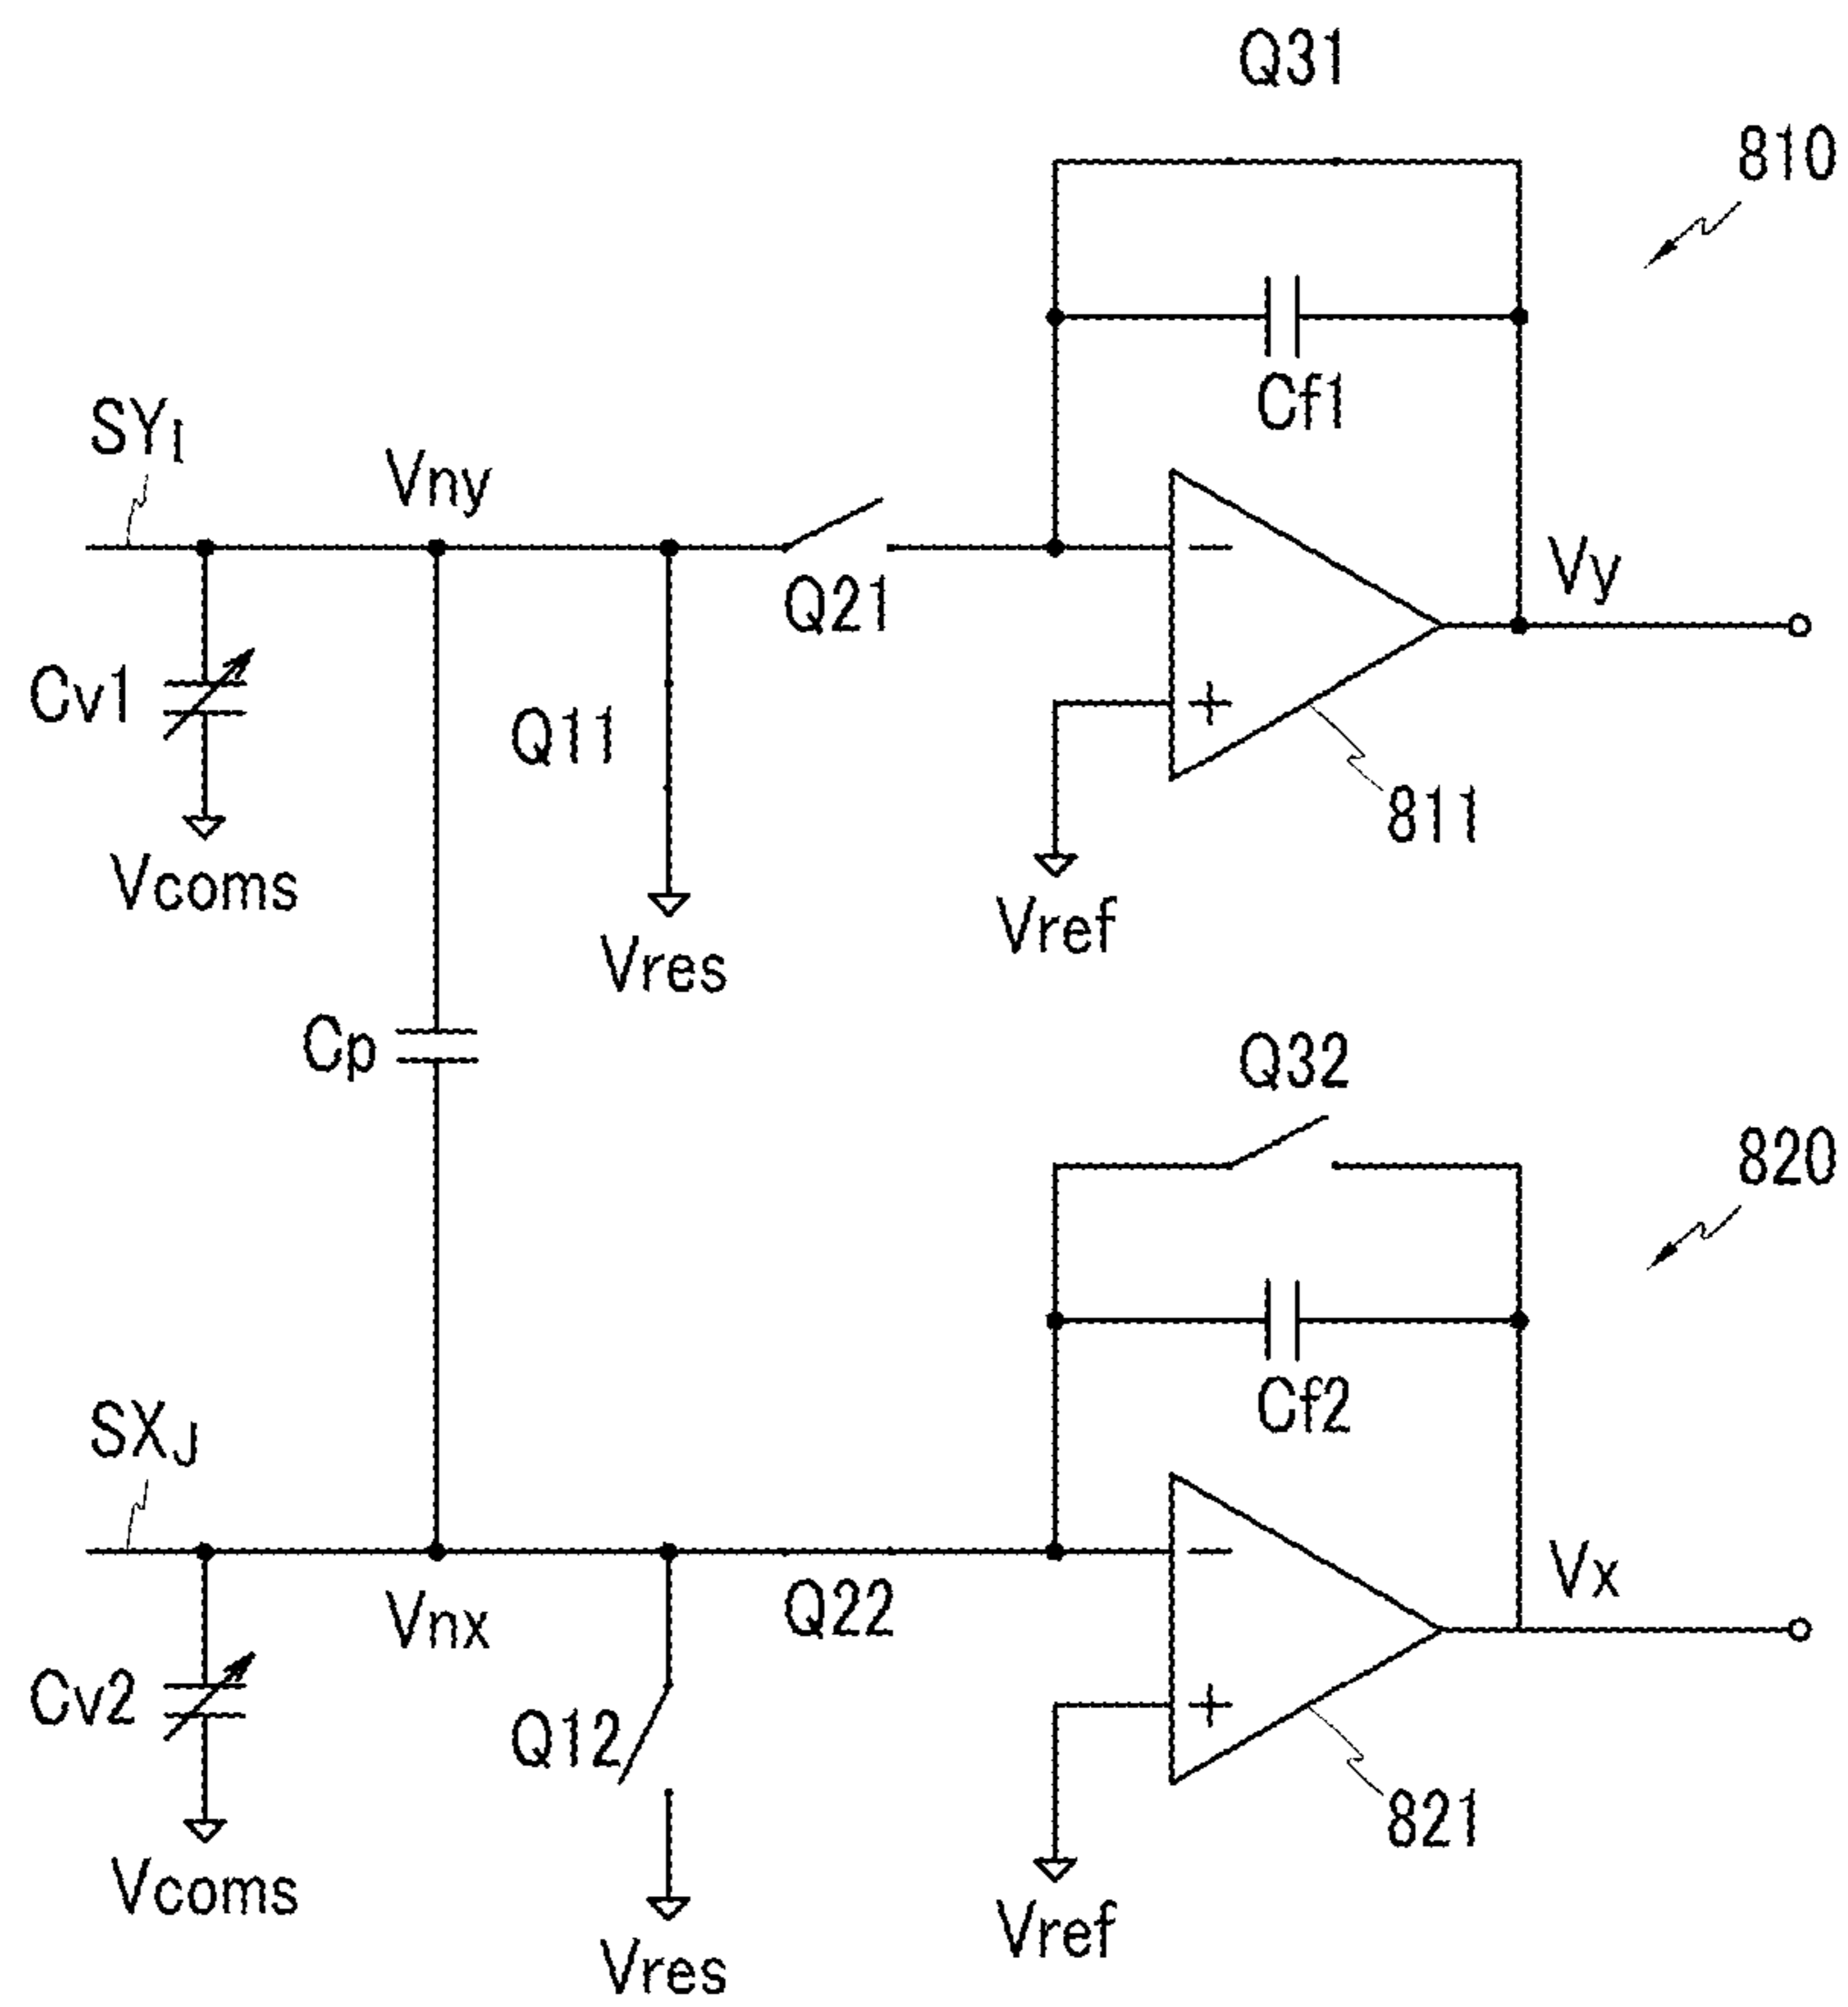 Q31
810
Cf1
SYI
Vny
Q21
Vy
Cv1
Q11
811
Vcoms
Vres
Vref
Cp
Q32
820
Cf2
SXJ
Vnx
Q22
Vx
Cv2
Q12
821
Vcoms
Vres
Vref